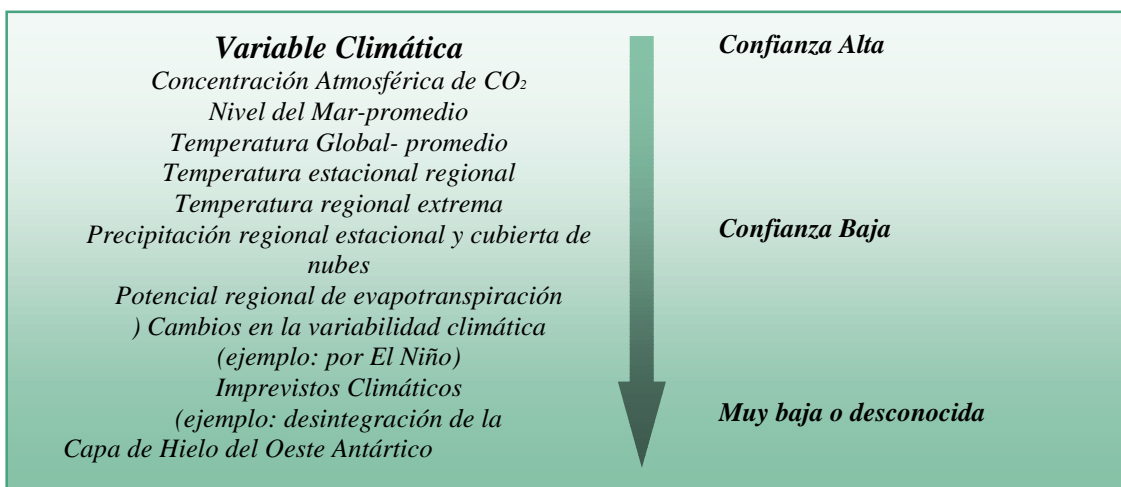 Variable Climática
Concentración Atmosférica de CO₂
Nivel del Mar-promedio
Temperatura Global- promedio
Temperatura estacional regional
Temperatura regional extrema
Precipitación regional estacional y cubierta de
nubes
Potencial regional de evapotranspiración
) Cambios en la variabilidad climática
(ejemplo: por El Niño)
Imprevistos Climáticos
(ejemplo: desintegración de la
Capa de Hielo del Oeste Antártico
Confianza Alta
Confianza Baja
Muy baja o desconocida